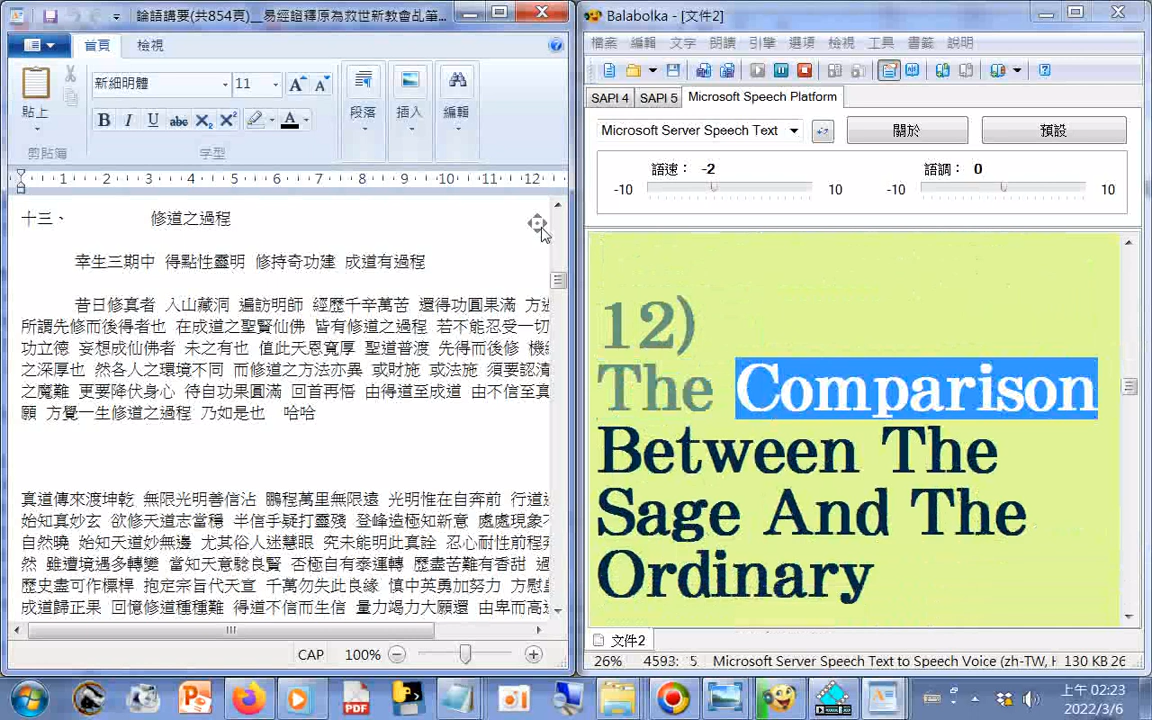 論語講要(共854頁)__易經證釋原為救世新教會乩筆...
首頁 檢視
貼上
剪貼簿
新細明體 11
B I U abc X₂ X² A
字型
段落
插入
編輯
1 2 3 4 5 6 7 8 9 10 11 12
十三、 修道之過程
幸生三期中 得點性靈明 修持奇功建 成道有過程
昔日修真者 入山藏洞 遍訪明師 經歷千辛萬苦 還得功圓果滿 方
所謂先修而後得者也 在成道之聖賢仙佛 皆有修道之過程 若不能忍受一切
功立德 妄想成仙佛者 未之有也 值此天恩寬厚 聖道普渡 先得而後修 機
之深厚也 然各人之環境不同 而修道之方法亦異 或財施 或法施 須要認清
之魔難 更要降伏身心 待自功果圓滿 回首再悟 由得道至成道 由不信至真
願 方覺一生修道之過程 乃如是也 哈哈
真道傳來渡坤乾 無限光明善信沾 鵬程萬里無限遠 光明惟在自奔前 行道
始知真妙玄 欲修天道志當穩 半信半疑打靈殘 登峰造極知新意 處處現象
自然曉 始知天道妙無邊 尤其俗人迷慧眼 究未能明此真詮 忍心耐性前程
然 雖遭境遇多轉變 當知天意驗良賢 否極自有泰運轉 歷盡苦難有香甜
歷史盡可作標桿 抱定宗旨代天宣 千萬勿失此良緣 慎中英勇加努力 方慰
成道歸正果 回憶修道種種難 得道不信而生信 量力竭力大願還 由卑而高
CAP 100%
Balabolka - [文件2]
檔案 編輯 文字 朗讀 引擎 選項 檢視 工具 書籤 說明
SAPI 4 SAPI 5 Microsoft Speech Platform
Microsoft Server Speech Text 關於 預設
語速： -2 語調： 0
-10 10 -10 10
12)
The Comparison
Between The
Sage And The
Ordinary
文件2
26% 4593: 5 Microsoft Server Speech Text to Speech Voice (zh-TW, H 130 KB 26
上午 02:23
2022/3/6